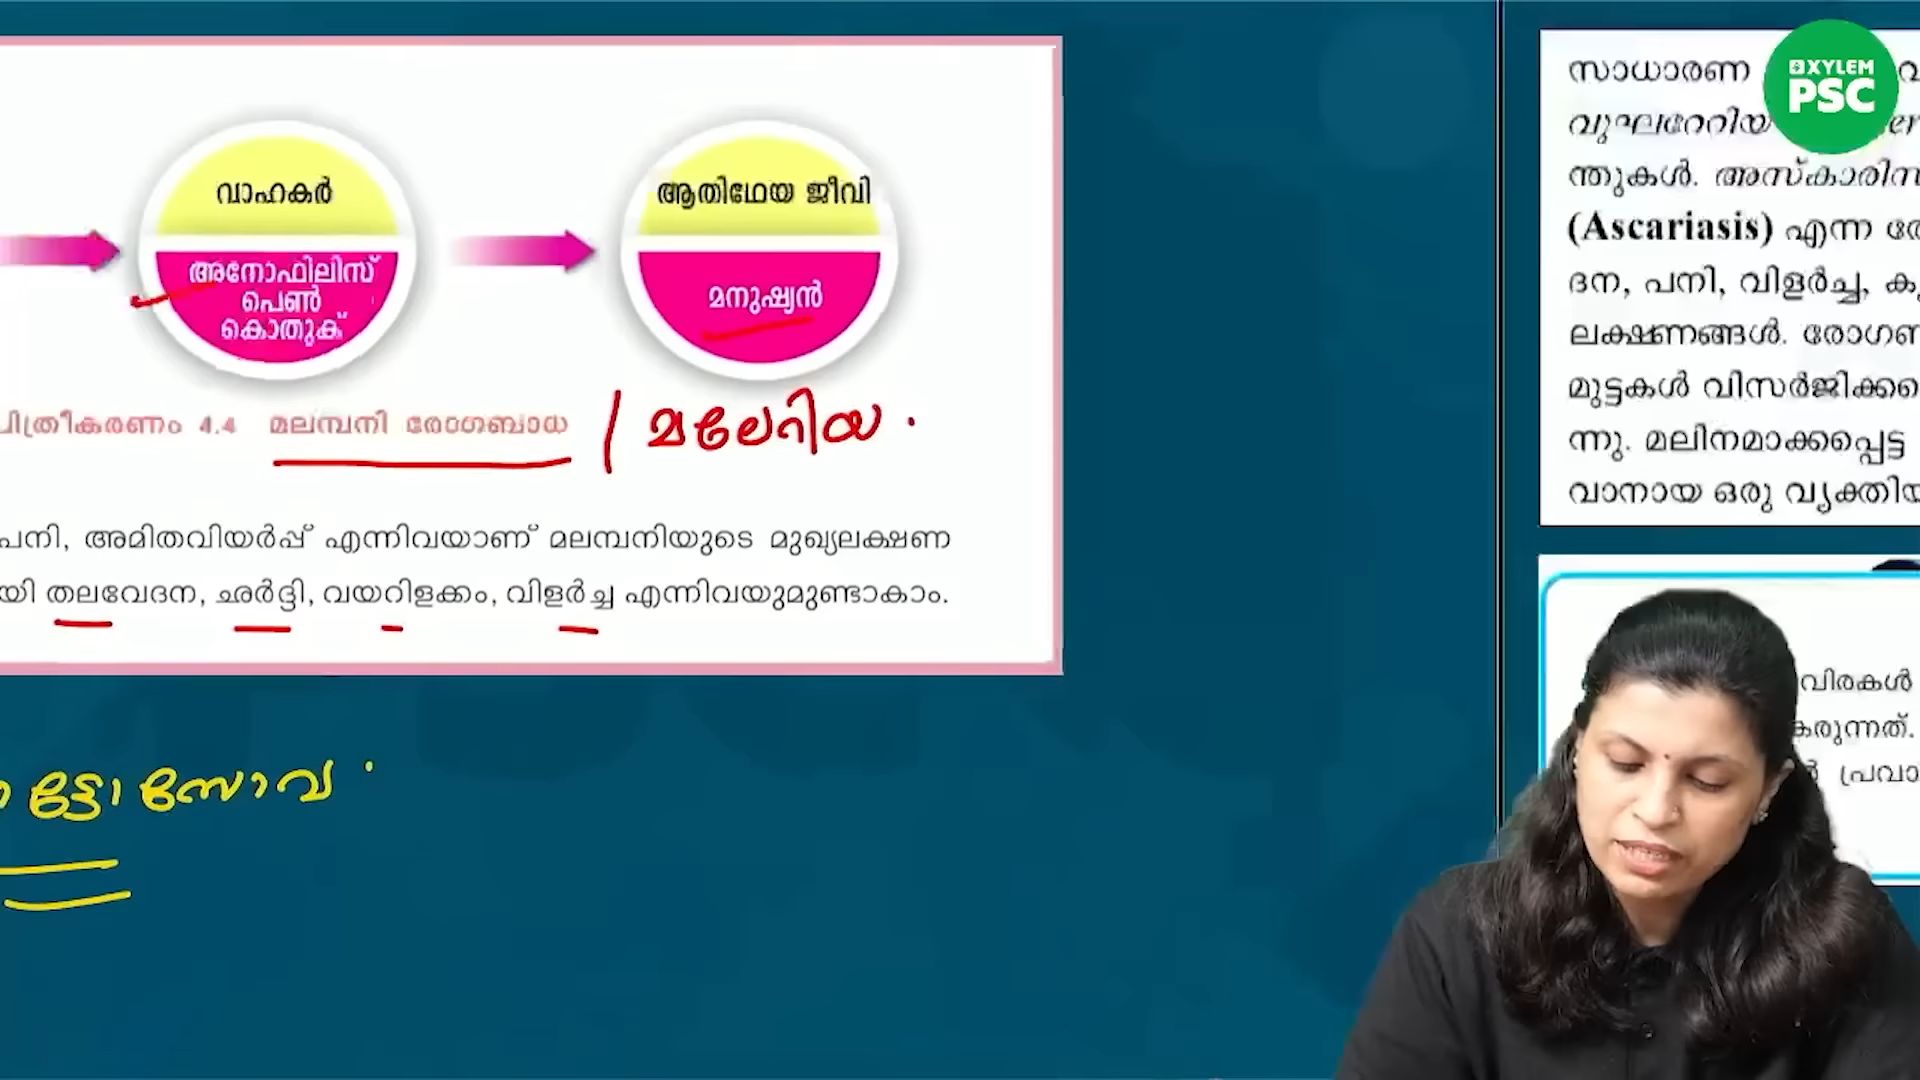 വാഹകർ
അനോഫിലിസ്
പെൺ
കൊതുക്
ആതിഥേയ ജീവി
മനുഷ്യൻ
ചിത്രീകരണം 4.4 മലമ്പനി രോഗബാധ / മലേറിയ.
പനി, അമിതവിയർപ്പ് എന്നിവയാണ് മലമ്പനിയുടെ മുഖ്യലക്ഷണ
യി തലവേദന, ഛർദ്ദി, വയറിളക്കം, വിളർച്ച എന്നിവയുമുണ്ടാകാം.
ട്ടോസോവ.
XYLEM
PSC
സാധാരണ
ന്തുകൾ. അസ്കാരിസ
(Ascariasis) എന്ന
ദന, പനി, വിളർച്ച,
ലക്ഷണങ്ങൾ.
മുട്ടകൾ
ന്നു. മലിനമാക്കപ്പെട്ട
വാനായ ഒരു
വിരകൾ
കരുന്നത്.